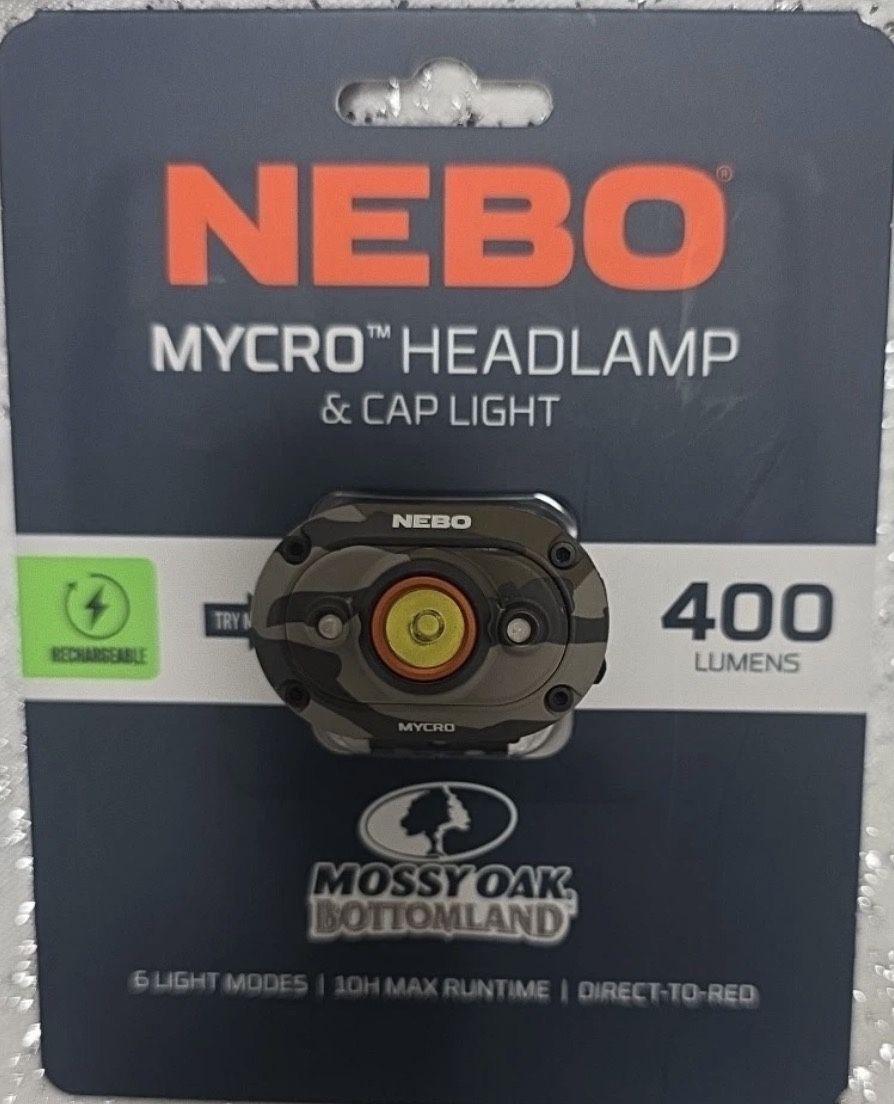 NEBO®
MYCRO™ HEADLAMP
& CAP LIGHT
NEBO
RECHARGEABLE
TRY
400
LUMENS
MYCRO
MOSSY OAK
BOTTOMLAND
6 LIGHT MODES | 10H MAX RUNTIME | DIRECT-TO-RED